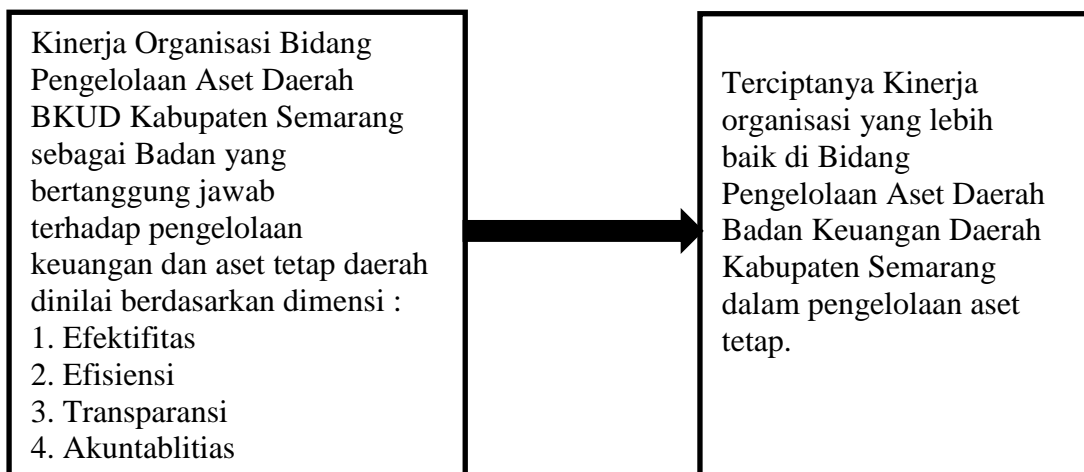 Kinerja Organisasi Bidang
Pengelolaan Aset Daerah
BKUD Kabupaten Semarang
sebagai Badan yang
bertanggung jawab
terhadap pengelolaan
keuangan dan aset tetap daerah
dinilai berdasarkan dimensi :
1. Efektifitas
2. Efisiensi
3. Transparansi
4. Akuntablitias
Terciptanya Kinerja
organisasi yang lebih
baik di Bidang
Pengelolaan Aset Daerah
Badan Keuangan Daerah
Kabupaten Semarang
dalam pengelolaan aset
tetap.